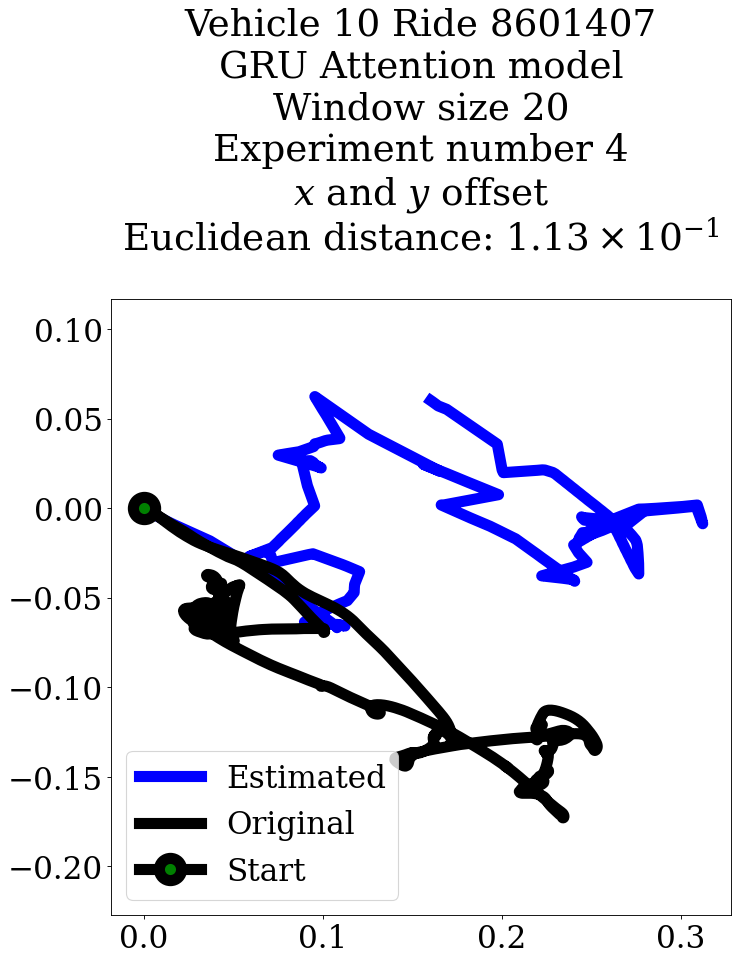 Vehicle 10 Ride 8601407
GRU Attention model
Window size 20
Experiment number 4
x and y offset
Euclidean distance: 1.13 × 10⁻¹
0.10
0.05
0.00
−0.05
−0.10
−0.15
−0.20
Estimated
Original
Start
0.0 0.1 0.2 0.3